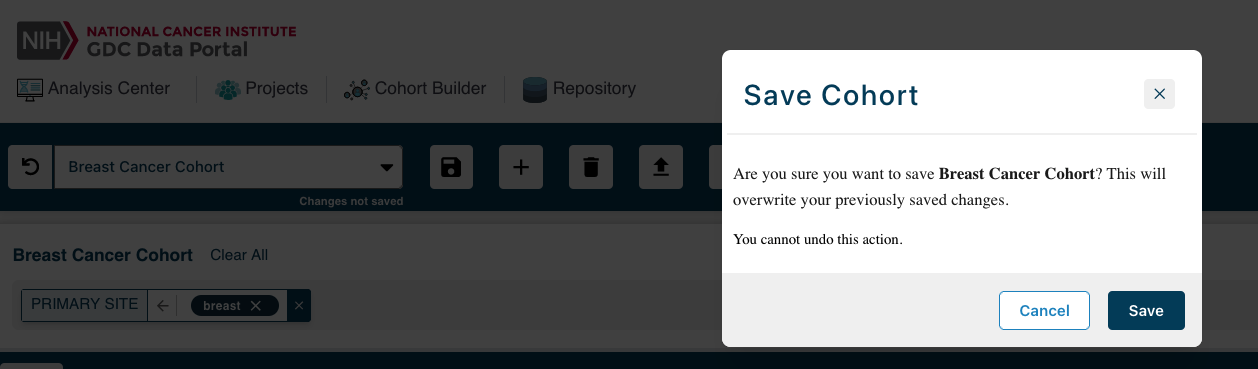 NIH NATIONAL CANCER INSTITUTE
GDC Data Portal
Analysis Center Projects Cohort Builder Repository
Breast Cancer Cohort
Changes not saved
Breast Cancer Cohort Clear All
PRIMARY SITE breast
Save Cohort
Are you sure you want to save Breast Cancer Cohort? This will
overwrite your previously saved changes.
You cannot undo this action.
Cancel Save